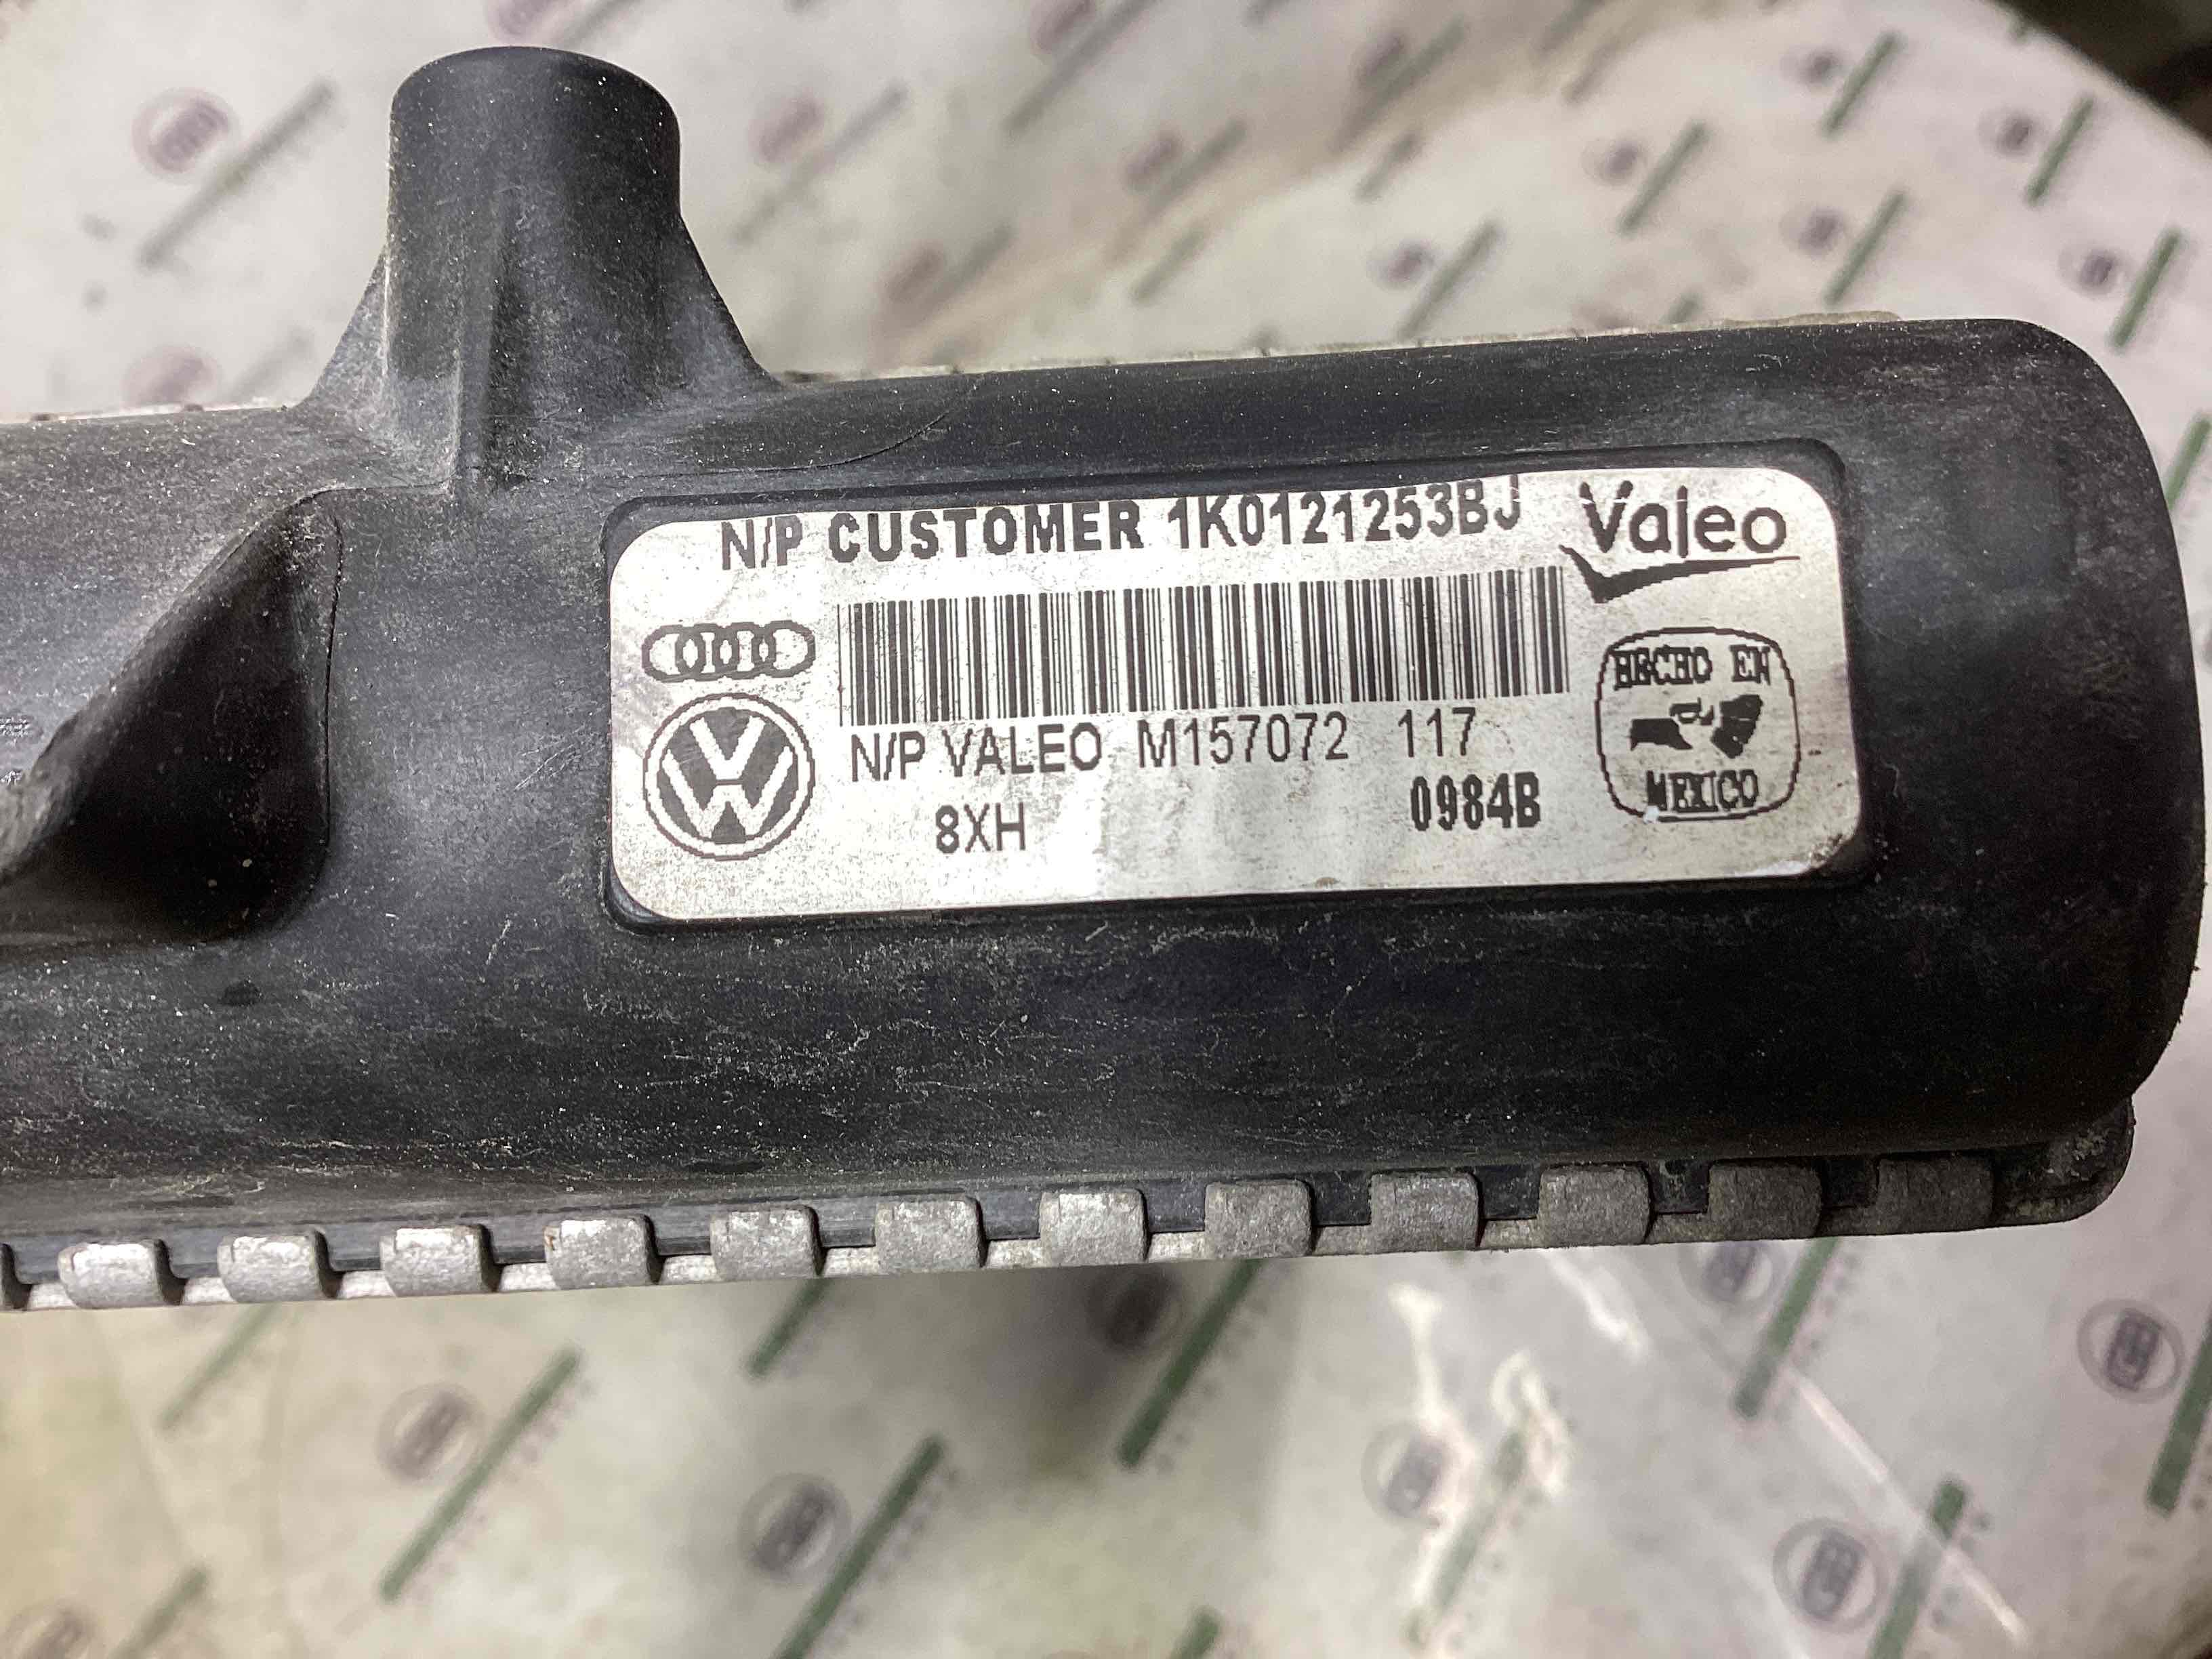 N/P CUSTOMER 1K0121253BJ
Valeo
N/P VALEO M157072 117
8XH
0984B
HECHO EN
MEXICO